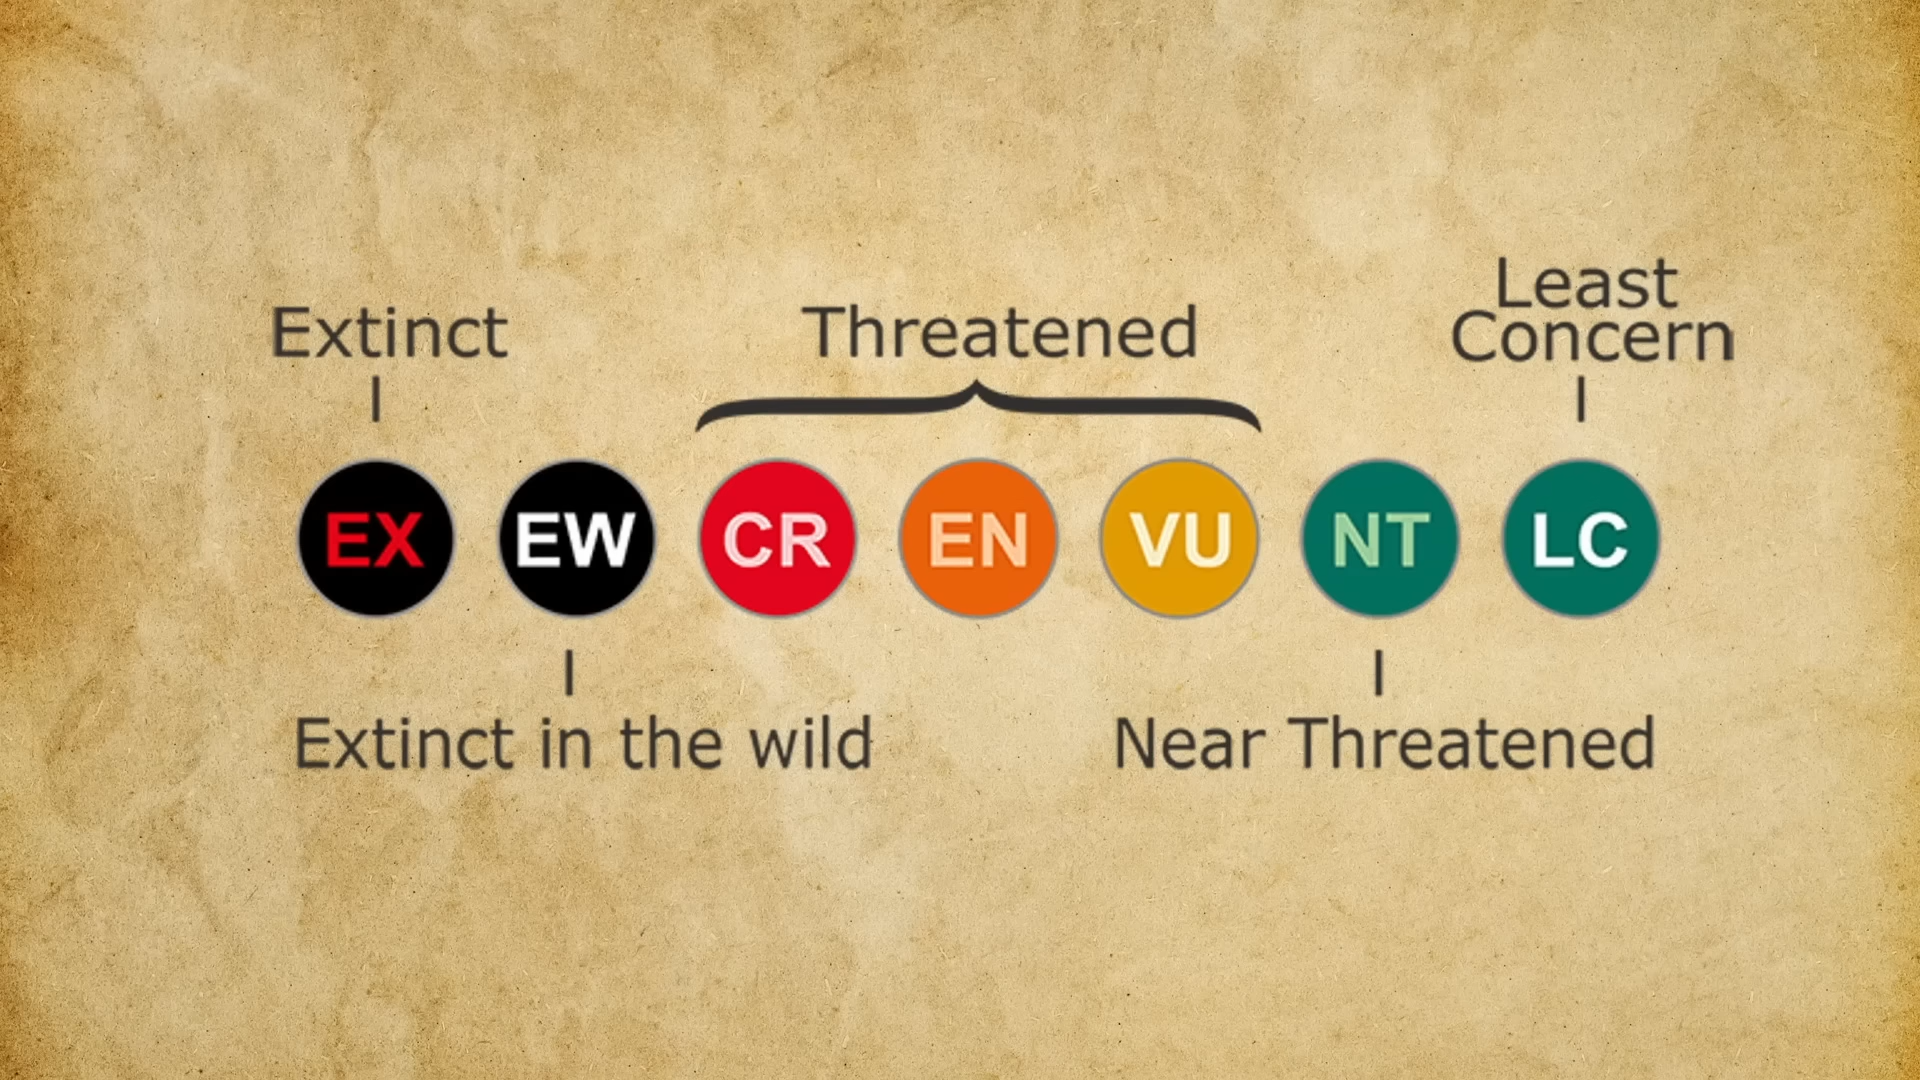 Extinct
Threatened
Least
Concern
EX
EW
CR
EN
VU
NT
LC
Extinct in the wild
Near Threatened